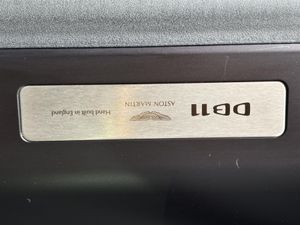 DB11
ASTON MARTIN
Hand built in England